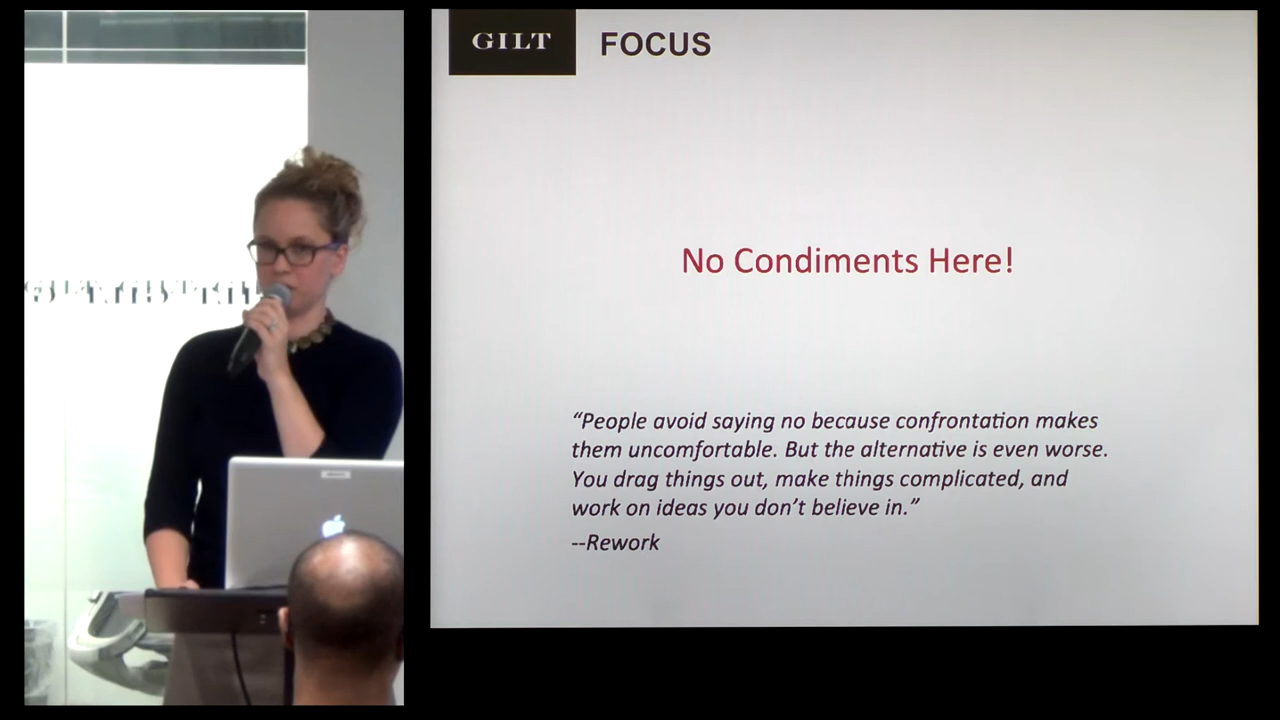 GILT
FOCUS
No Condiments Here!
“People avoid saying no because confrontation makes
them uncomfortable. But the alternative is even worse.
You drag things out, make things complicated, and
work on ideas you don’t believe in.”
--Rework